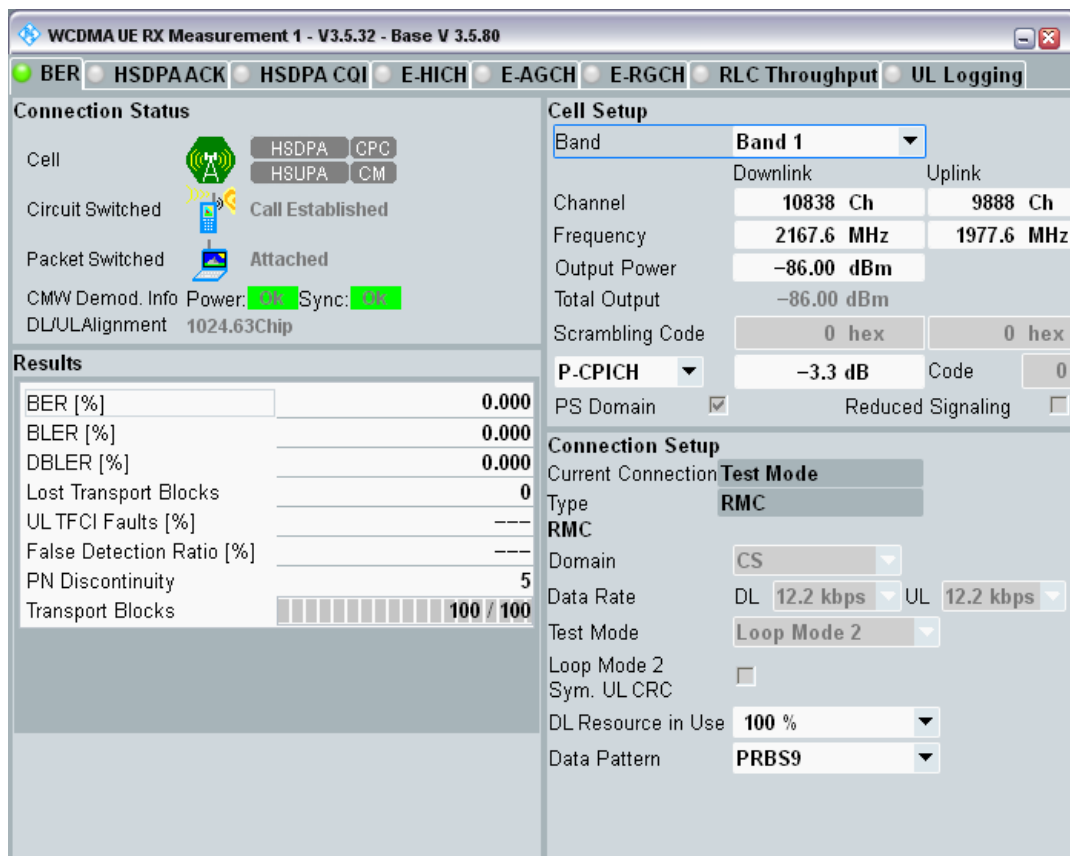 WCDMA UE RX Measurement 1 - V3.5.32 - Base V 3.5.80
BER HSDPA ACK HSDPA CQI E-HICH E-AGCH E-RGCH RLC Throughput UL Logging
Connection Status
Cell HSDPA CPC
HSUPA CM
Circuit Switched Call Established
Packet Switched Attached
CMW Demod. Info Power: Ok Sync: Ok
DL/UL Alignment 1024.63Chip
Results
BER [%] 0.000
BLER [%] 0.000
DBLER [%] 0.000
Lost Transport Blocks 0
UL TFCI Faults [%] ---
False Detection Ratio [%] ---
PN Discontinuity 5
Transport Blocks 100 / 100
Cell Setup
Band Band 1
Downlink Uplink
Channel 10838 Ch 9888 Ch
Frequency 2167.6 MHz 1977.6 MHz
Output Power -86.00 dBm
Total Output -86.00 dBm
Scrambling Code 0 hex 0 hex
P-CPICH -3.3 dB Code 0
PS Domain Reduced Signaling
Connection Setup
Current Connection Test Mode
Type RMC
RMC
Domain CS
Data Rate DL 12.2 kbps UL 12.2 kbps
Test Mode Loop Mode 2
Loop Mode 2
Sym. UL CRC
DL Resource in Use 100 %
Data Pattern PRBS9